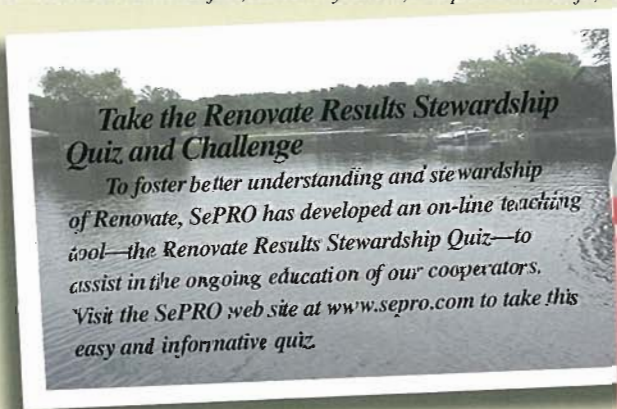 Take the Renovate Results Stewardship
Quiz and Challenge
To foster better understanding and stewardship
of Renovate, SePRO has developed an on-line teaching
tool—the Renovate Results Stewardship Quiz—to
assist in the ongoing education of our cooperators.
Visit the SePRO web site at www.sepro.com to take this
easy and informative quiz.